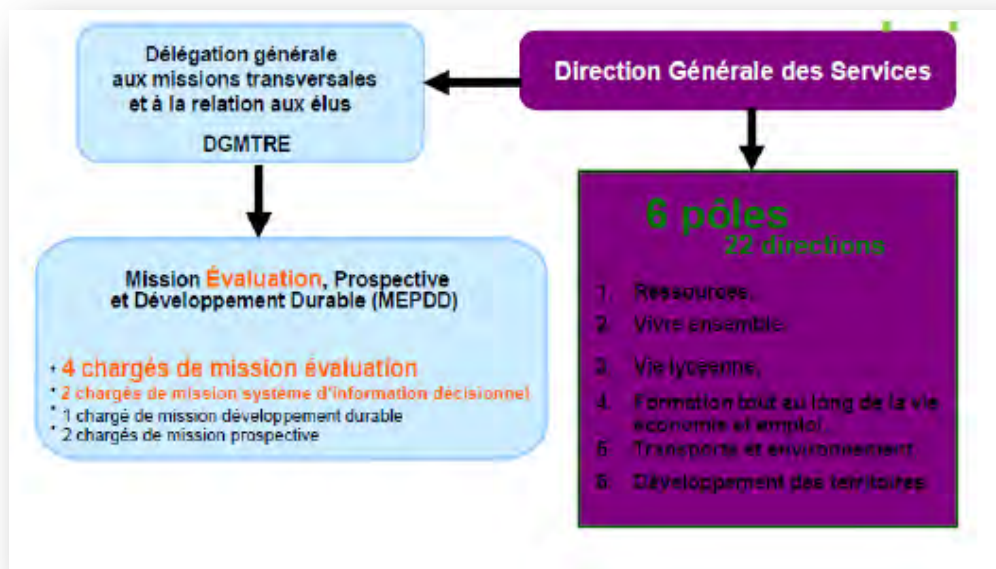 Délégation générale
aux missions transversales
et à la relation aux élus
DGMTRE
Direction Générale des Services
Mission Évaluation, Prospective
et Développement Durable (MEPDD)
• 4 chargés de mission évaluation
• 2 chargés de mission système d'information décisionnel
• 1 chargé de mission développement durable
• 2 chargés de mission prospective
6 pôles
22 directions
1. Ressources,
2. Vivre ensemble
3. Vie lycéenne,
4. Formation tout au long de la vie
économie et emploi,
5. Transports et environnement
6. Développement des territoires